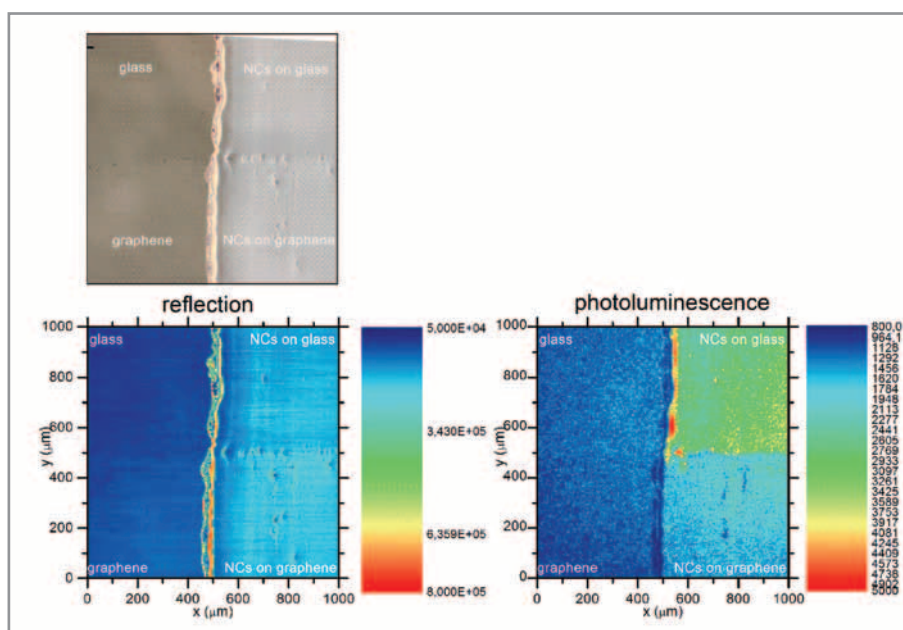 glass NCs on glass
graphene NCs on graphene
reflection
photoluminescence
1000
800
600
400
200
0
y (μm)
glass NCs on glass
graphene NCs on graphene
0 200 400 600 800 1000
x (μm)
5,000E+04
3,430E+05
6,359E+05
8,000E+05
1000
800
600
400
200
0
y (μm)
glass NCs on glass
graphene NCs on graphene
0 200 400 600 800 1000
x (μm)
800,0
964,1
1128
1292
1456
1620
1784
1948
2113
2277
2441
2605
2769
2933
3097
3261
3425
3589
3753
3917
4081
4245
4409
4573
4738
4902
5000